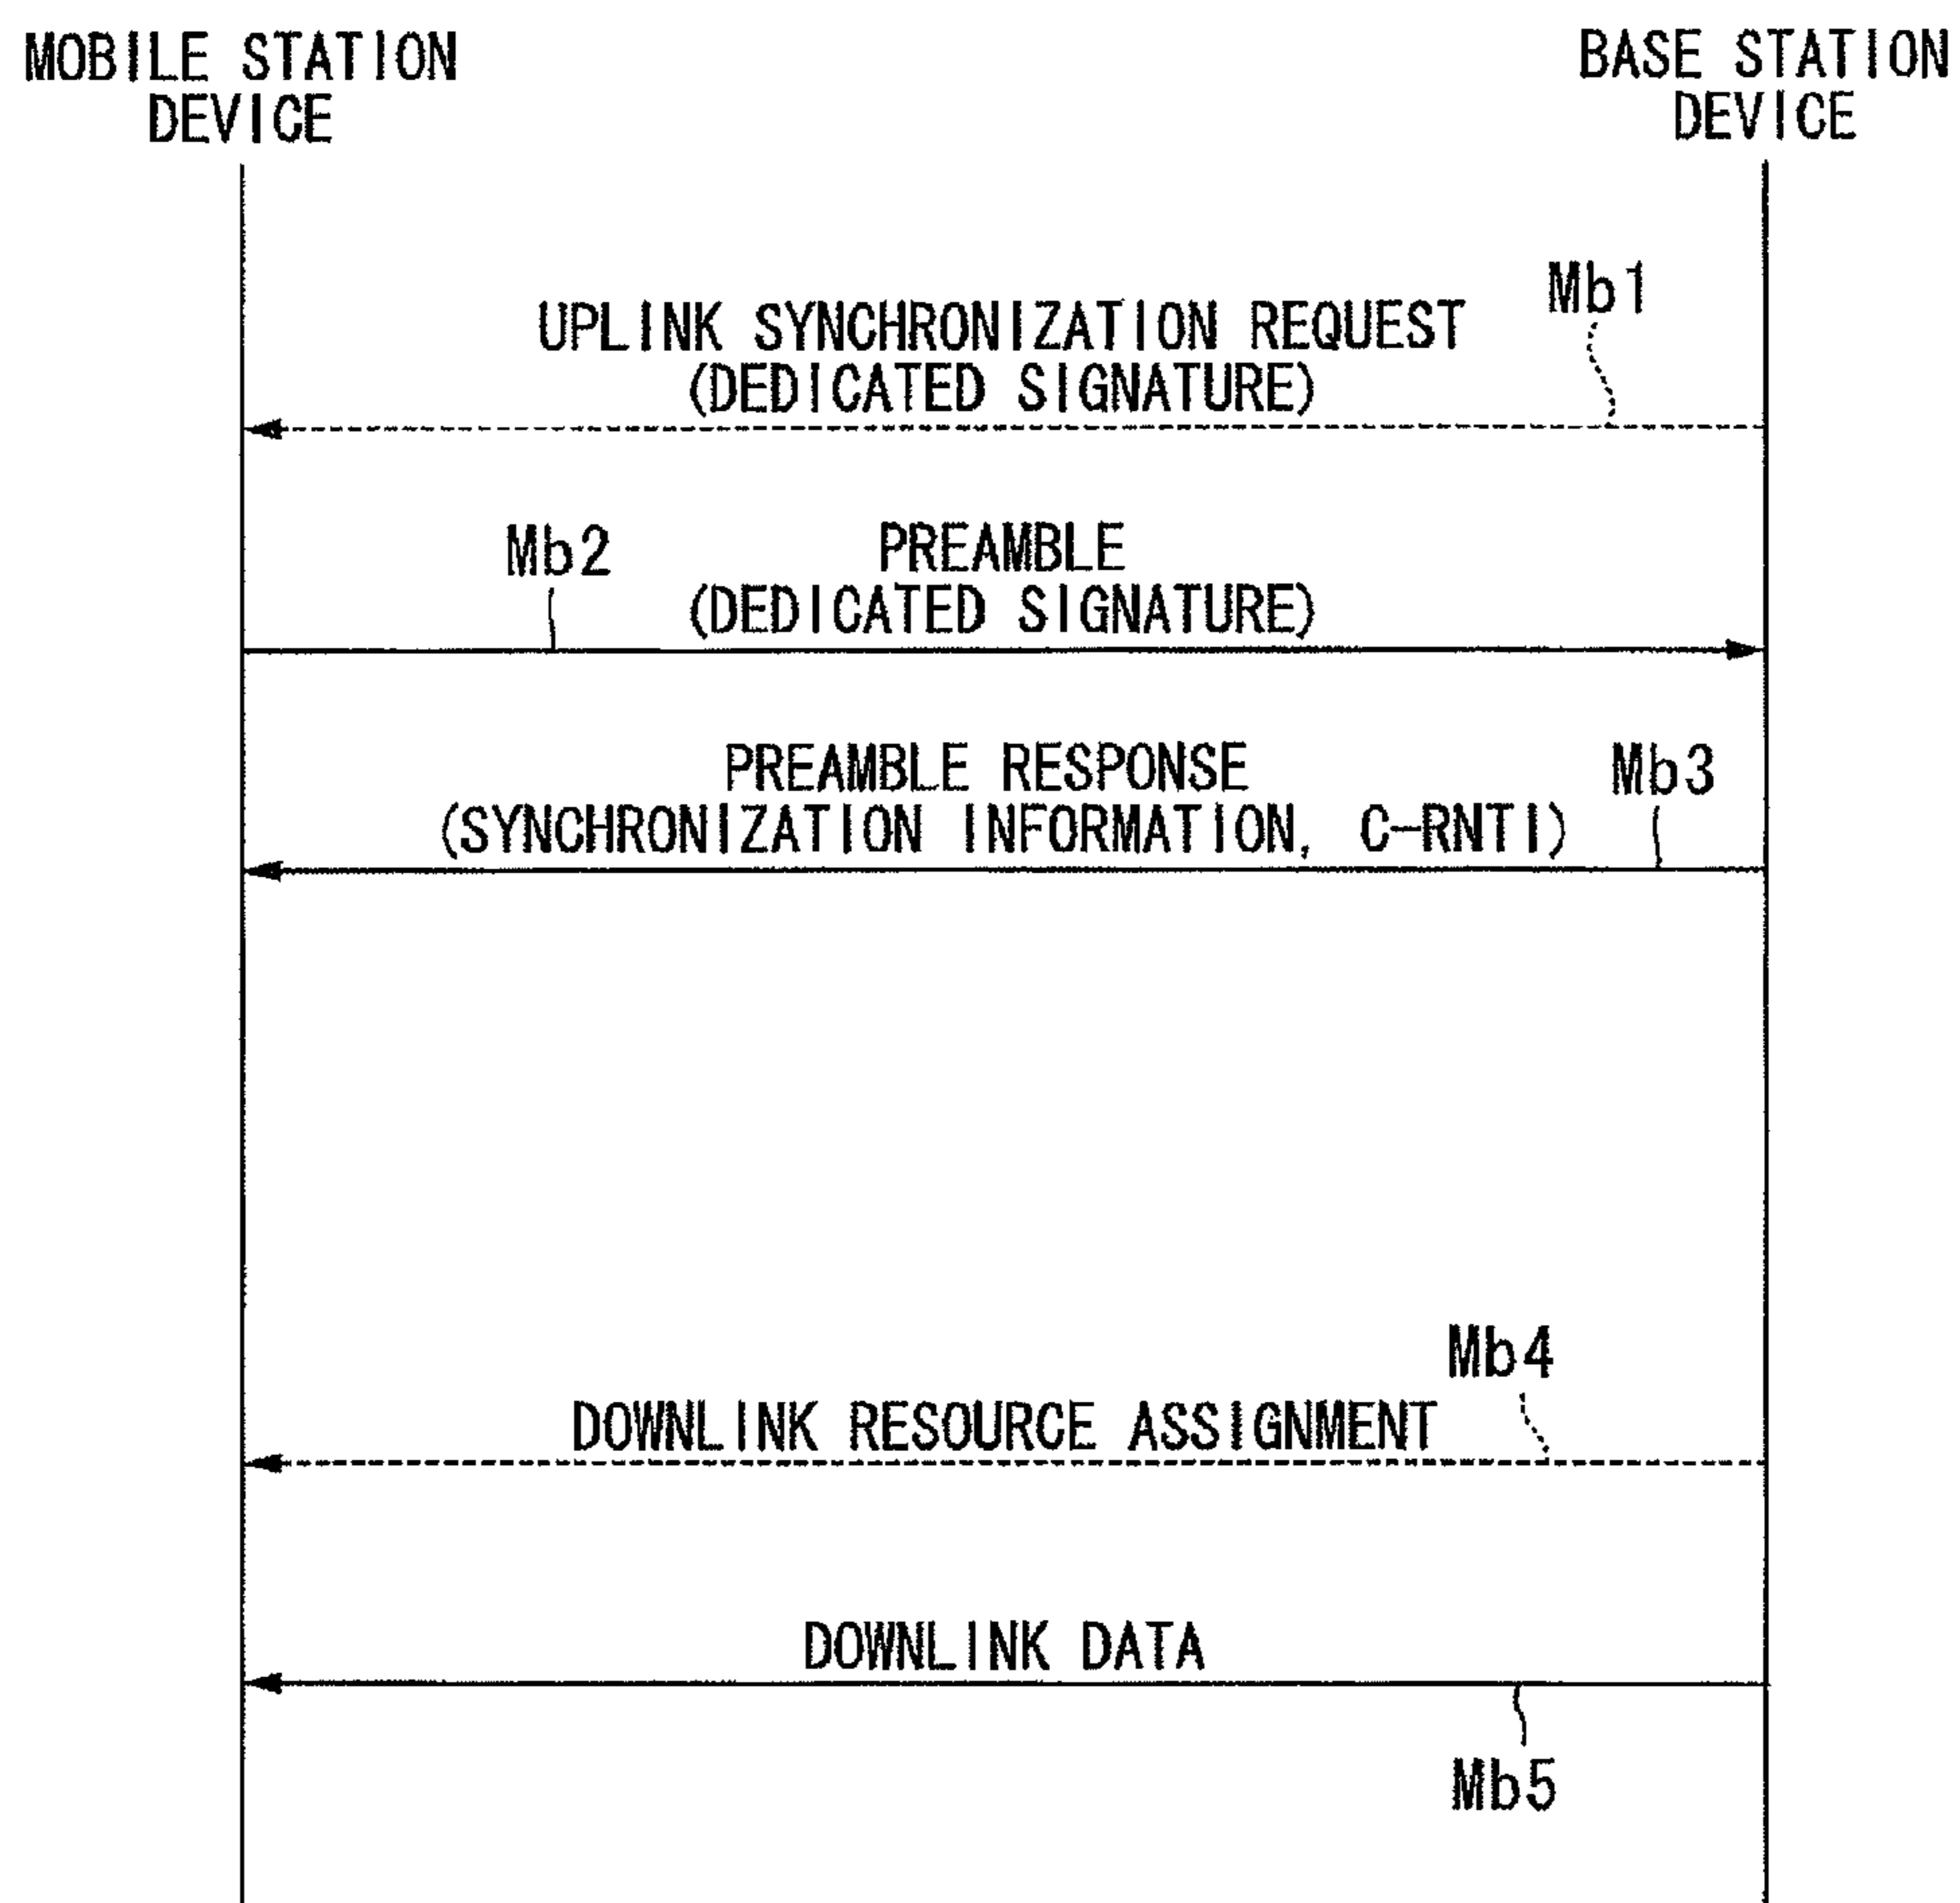 MOBILE STATION
DEVICE
BASE STATION
DEVICE
Mb1
UPLINK SYNCHRONIZATION REQUEST
(DEDICATED SIGNATURE)
Mb2
PREAMBLE
(DEDICATED SIGNATURE)
PREAMBLE RESPONSE
Mb3
(SYNCHRONIZATION INFORMATION, C-RNTI)
Mb4
DOWNLINK RESOURCE ASSIGNMENT
DOWNLINK DATA
Mb5